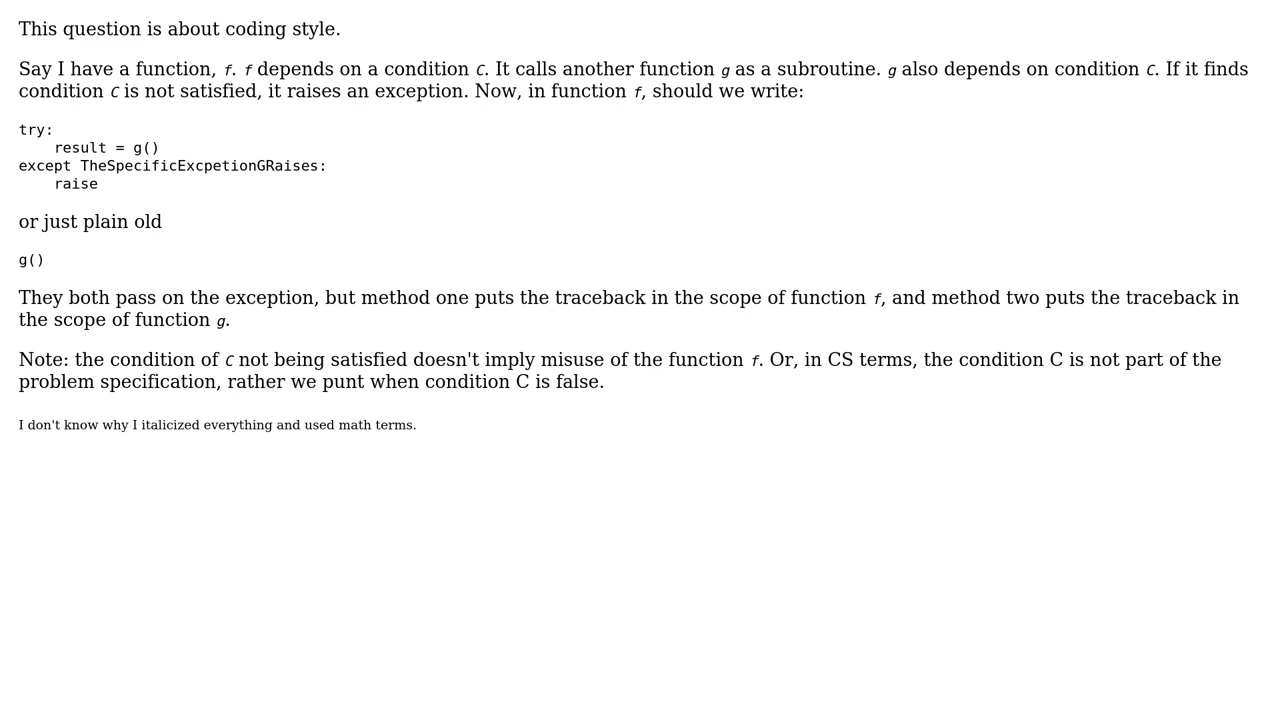 This question is about coding style.
Say I have a function, f. f depends on a condition C. It calls another function g as a subroutine. g also depends on condition C. If it finds
condition C is not satisfied, it raises an exception. Now, in function f, should we write:
try:
    result = g()
except TheSpecificExcpetionGRaises:
    raise
or just plain old
g()
They both pass on the exception, but method one puts the traceback in the scope of function f, and method two puts the traceback in
the scope of function g.
Note: the condition of C not being satisfied doesn't imply misuse of the function f. Or, in CS terms, the condition C is not part of the
problem specification, rather we punt when condition C is false.
I don't know why I italicized everything and used math terms.